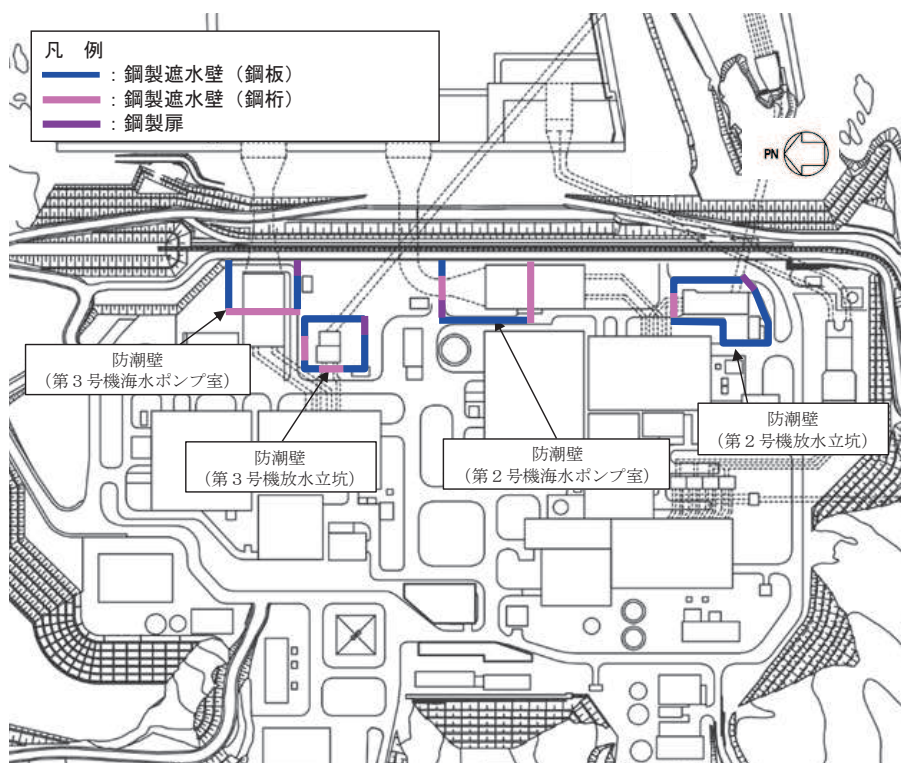 凡　例
：鋼製遮水壁（鋼板）
：鋼製遮水壁（鋼桁）
：鋼製扉
PN
防潮壁
（第３号機海水ポンプ室）
防潮壁
（第３号機放水立坑）
防潮壁
（第２号機海水ポンプ室）
防潮壁
（第２号機放水立坑）